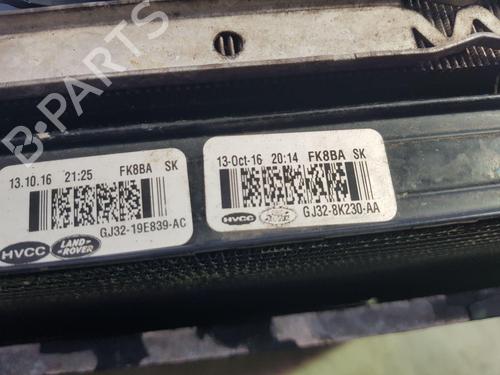 13.10.16 21:25 FK8BA SK
GJ32-19E839-AC
HVCC LAND ROVER
13-Oct-16 20:14 FK8BA SK
GJ32-8K230-AA
HVCC
B-PARTS